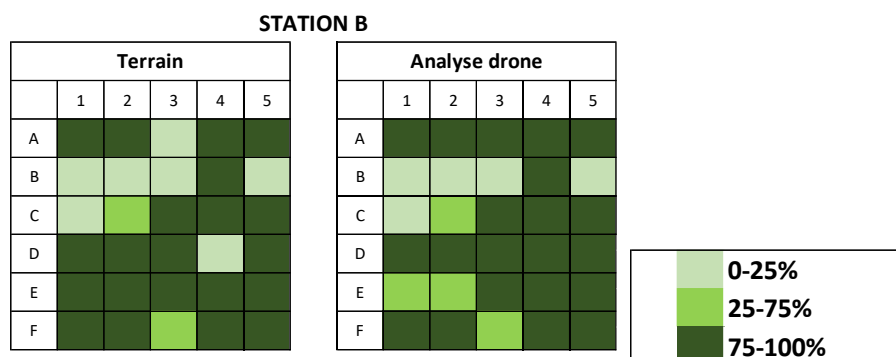 STATION B
Terrain
1 2 3 4 5
A
B
C
D
E
F
Analyse drone
1 2 3 4 5
A
B
C
D
E
F
0-25%
25-75%
75-100%